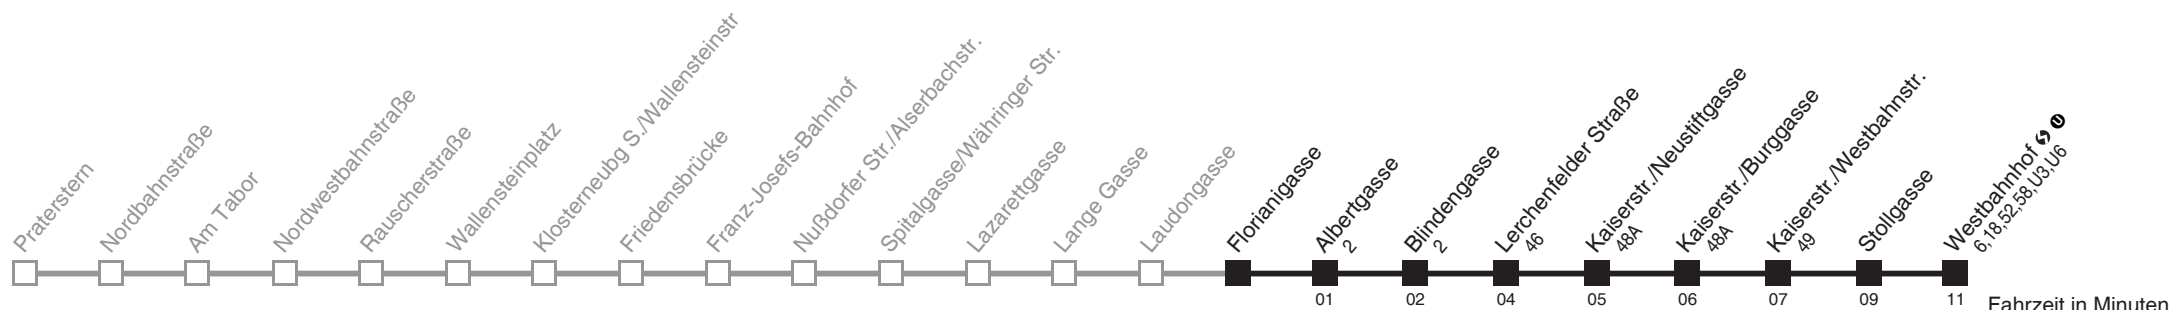 Praterstern
Nordbahnstraße
Am Tabor
Nordwestbahnstraße
Rauscherstraße
Wallensteinplatz
Klosterneubg S./Wallensteinstr
Friedensbrücke
Franz-Josefs-Bahnhof
Nußdorfer Str./Alserbachstr.
Spitalgasse/Währinger Str.
Lazarettgasse
Lange Gasse
Laudongasse
Florianigasse
Albertgasse
2
Blindengasse
2
Lerchenfelder Straße
46
Kaiserstr./Neustiftgasse
48A
Kaiserstr./Burggasse
48A
Kaiserstr./Westbahnstr.
49
Stollgasse
Westbahnhof S U
6,18,52,58,U3,U6
01 02 04 05 06 07 09 11 Fahrzeit in Minuten